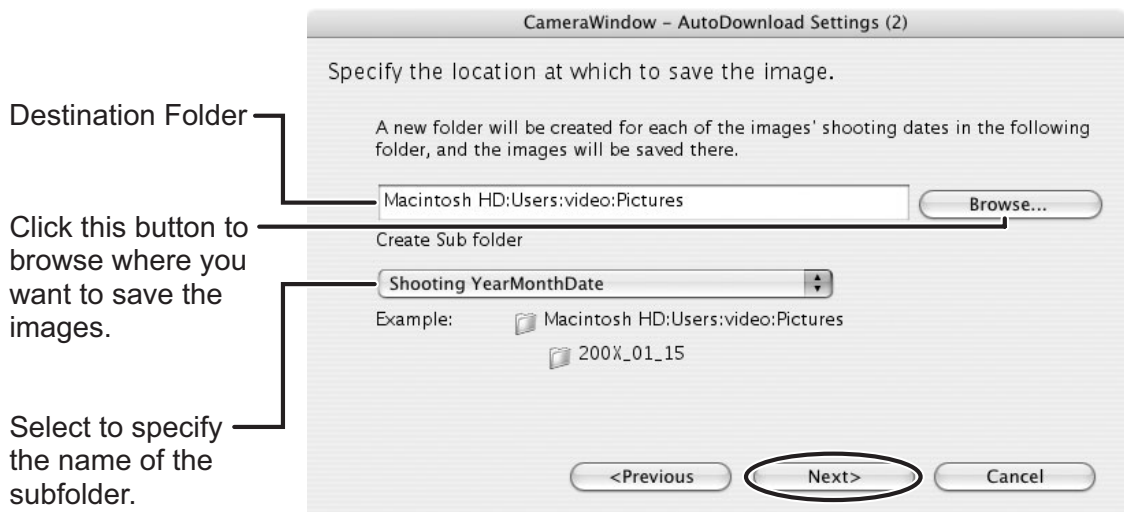 CameraWindow – AutoDownload Settings (2)
Specify the location at which to save the image.
Destination Folder
A new folder will be created for each of the images' shooting dates in the following
folder, and the images will be saved there.
Macintosh HD:Users:video:Pictures
Browse...
Click this button to
browse where you
want to save the
images.
Create Sub folder
Shooting YearMonthDate
Example:
Macintosh HD:Users:video:Pictures
200X_01_15
Select to specify
the name of the
subfolder.
<Previous
Next>
Cancel